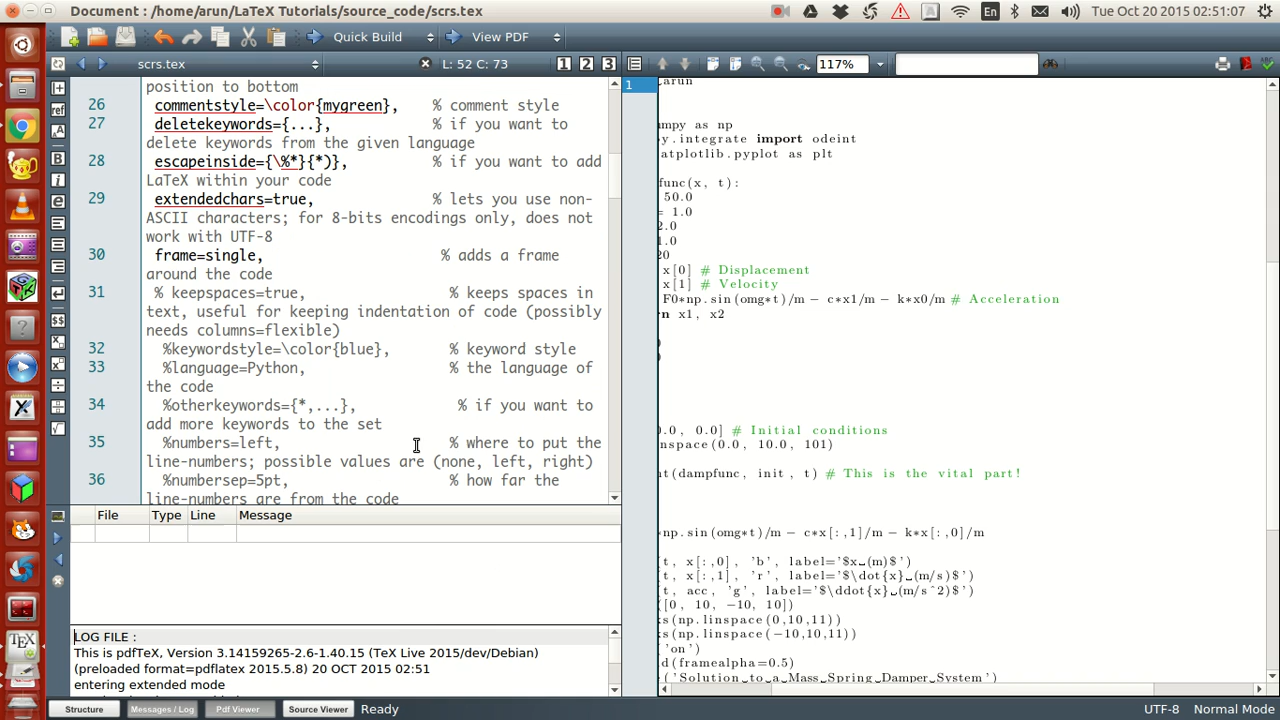 Document : /home/arun/LaTeX Tutorials/source_code/scrs.tex
En
Tue Oct 20 2015 02:51:07
Quick Build
View PDF
scrs.tex
L: 52 C: 73
1 2 3
117%
position to bottom
26 commentstyle=\color{mygreen}, % comment style
27 deletekeywords={...}, % if you want to
delete keywords from the given language
28 escapeinside={\%*}{*)}, % if you want to add
LaTeX within your code
29 extendedchars=true, % lets you use non-
ASCII characters; for 8-bits encodings only, does not
work with UTF-8
30 frame=single, % adds a frame
around the code
31 % keepspaces=true, % keeps spaces in
text, useful for keeping indentation of code (possibly
needs columns=flexible)
32 %keywordstyle=\color{blue}, % keyword style
33 %language=Python, % the language of
the code
34 %otherkeywords={*,...}, % if you want to
add more keywords to the set
35 %numbers=left, % where to put the
line-numbers; possible values are (none, left, right)
36 %numbersep=5pt, % how far the
line-numbers are from the code
File Type Line Message
LOG FILE :
This is pdfTeX, Version 3.14159265-2.6-1.40.15 (TeX Live 2015/dev/Debian)
(preloaded format=pdflatex 2015.5.8) 20 OCT 2015 02:51
entering extended mode
1
arun
umpy as np
y.integrate import odeint
atplotlib.pyplot as plt
func(x, t):
50.0
= 1.0
2.0
1.0
20
x[0] # Displacement
x[1] # Velocity
F0*np.sin(omg*t)/m − c*x1/m − k*x0/m # Acceleration
rn x1, x2
)
)
0.0, 0.0] # Initial conditions
nspace(0.0, 10.0, 101)
nt(dampfunc, init, t) # This is the vital part!
*np.sin(omg*t)/m − c*x[:,1]/m − k*x[:,0]/m
t, x[:,0], 'b', label='$x␣(m)$')
t, x[:,1], 'r', label='$\dot{x}␣(m/s)$')
t, acc, 'g', label='$\ddot{x}␣(m/s^2)$')
[0, 10, −10, 10])
s(np.linspace(0,10,11))
s(np.linspace(−10,10,11))
'on')
d(framealpha=0.5)
('Solution␣to␣a␣Mass␣Spring␣Damper␣System')
Structure
Messages / Log
Pdf Viewer
Source Viewer
Ready
UTF-8
Normal Mode